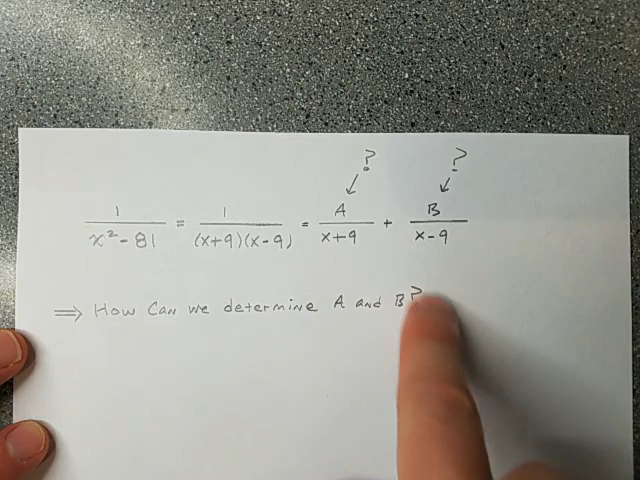 ? ?
1 / x² - 81 = 1 / (x+9)(x-9) = A / x+9 + B / x-9
⇒ How Can we determine A and B?